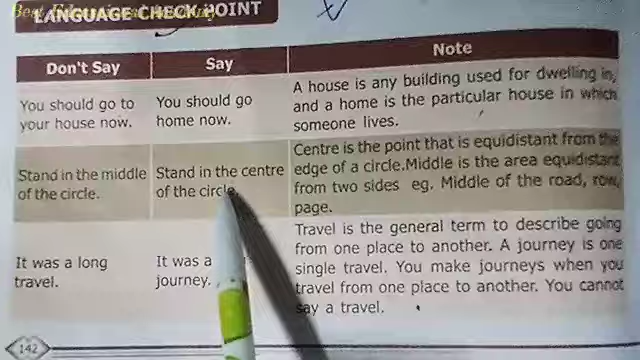 LANGUAGE CHECK POINT
Don't Say
Say
Note
You should go to
your house now.
You should go
home now.
A house is any building used for dwelling in,
and a home is the particular house in which
someone lives.
Stand in the middle
of the circle.
Stand in the centre
of the circle
Centre is the point that is equidistant from the
edge of a circle.Middle is the area equidistant
from two sides eg. Middle of the road, row,
page.
It was a long
travel.
It was a
journey.
Travel is the general term to describe going
from one place to another. A journey is one
single travel. You make journeys when you
travel from one place to another. You cannot
say a travel.
142